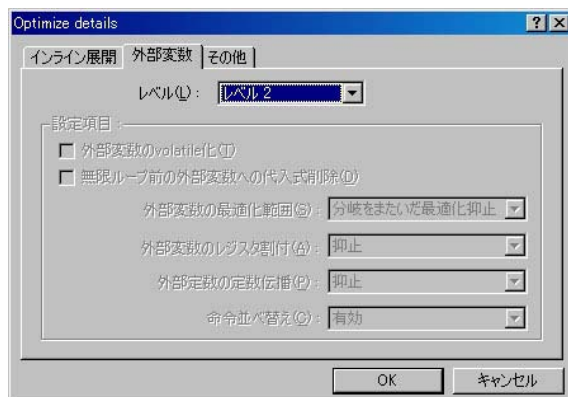 Optimize details
インライン展開 外部変数 その他
レベル(L): レベル 2
設定項目:
外部変数のvolatile化(T)
無限ループ前の外部変数への代入式削除(D)
外部変数の最適化範囲(S): 分岐をまたいだ最適化抑止
外部変数のレジスタ割付(A): 抑止
外部定数の定数伝播(P): 抑止
命令並べ替え(C): 有効
OK キャンセル